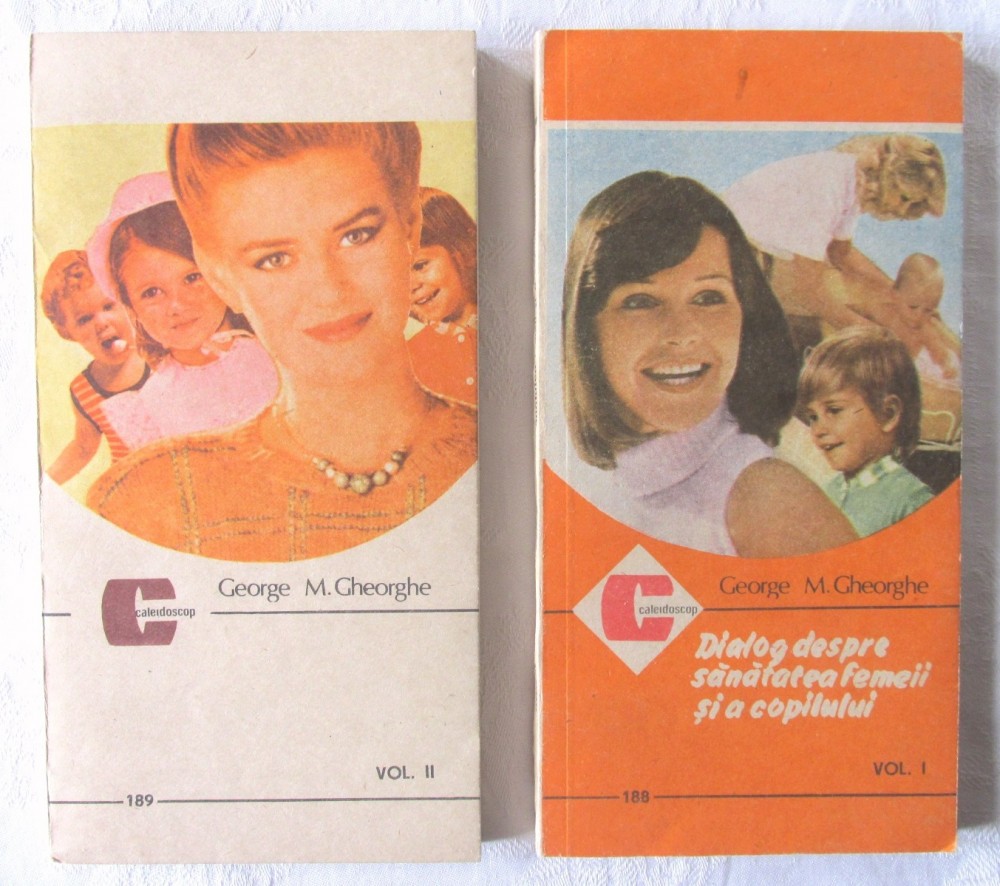 George M. Gheorghe
caleidoscop
VOL. II
189
George M. Gheorghe
caleidoscop
Dialog despre
sănătatea femeii
și a copilului
VOL. I
188